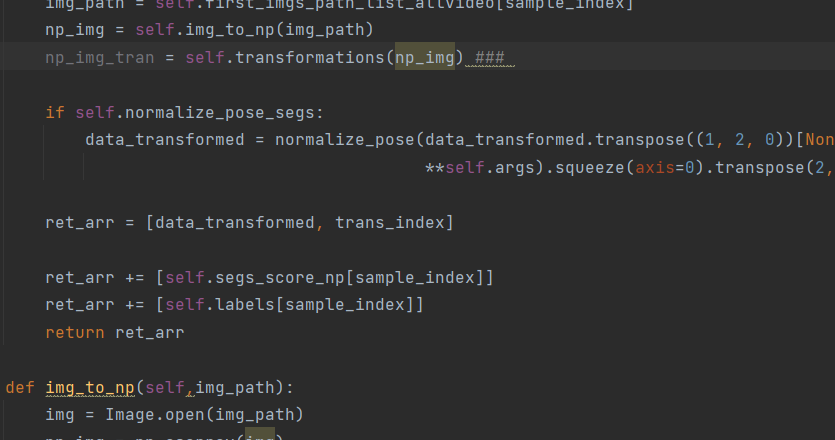 img_path = self.first_imgs_path_list_allvideo[sample_index]
np_img = self.img_to_np(img_path)
np_img_tran = self.transformations(np_img) ###
if self.normalize_pose_segs:
data_transformed = normalize_pose(data_transformed.transpose((1, 2, 0))[Non
**self.args).squeeze(axis=0).transpose(2,
ret_arr = [data_transformed, trans_index]
ret_arr += [self.segs_score_np[sample_index]]
ret_arr += [self.labels[sample_index]]
return ret_arr
def img_to_np(self,img_path):
img = Image.open(img_path)